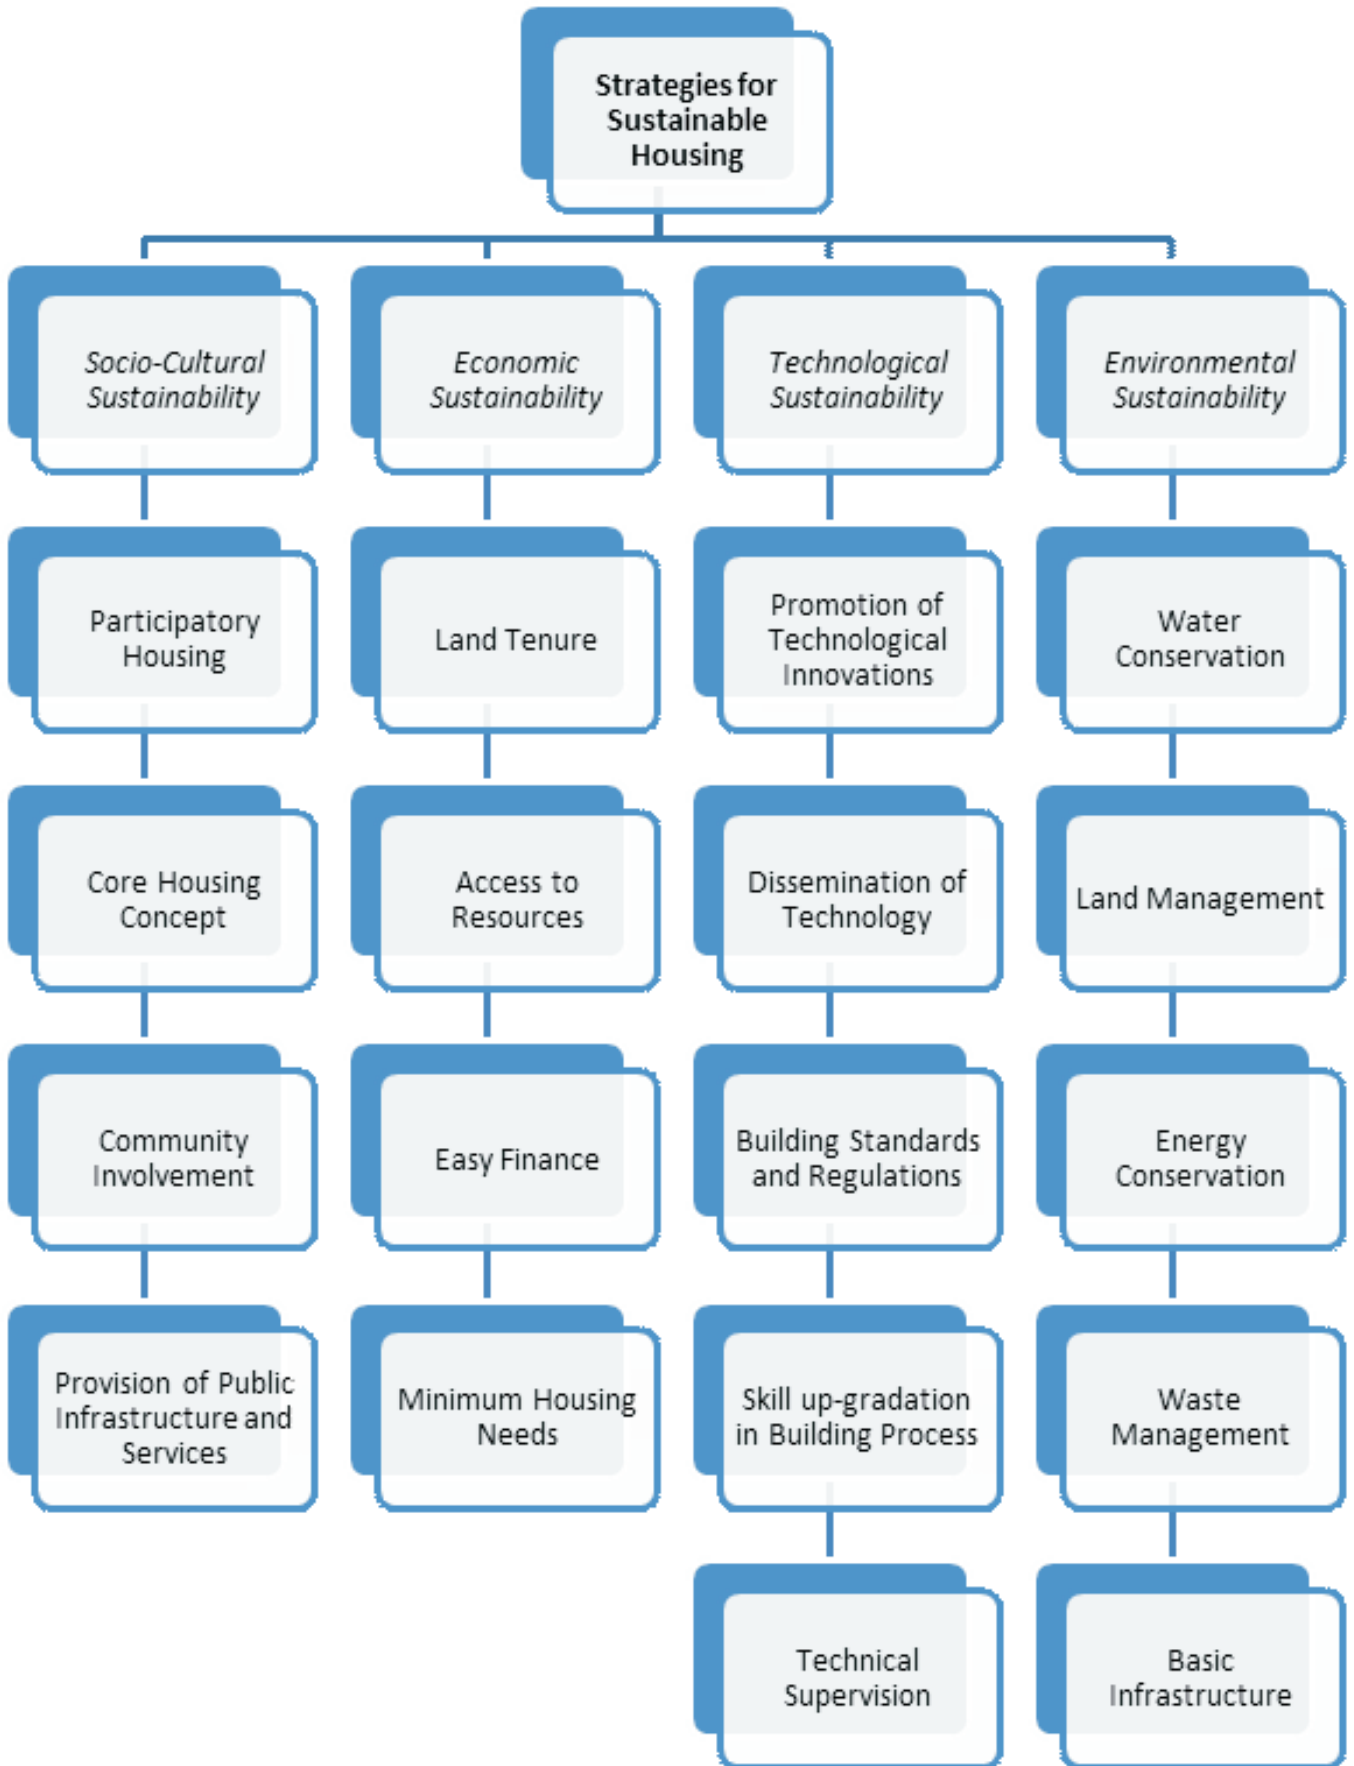 Strategies for
Sustainable
Housing
Socio-Cultural
Sustainability
Economic
Sustainability
Technological
Sustainability
Environmental
Sustainability
Participatory
Housing
Land Tenure
Promotion of
Technological
Innovations
Water
Conservation
Core Housing
Concept
Access to
Resources
Dissemination of
Technology
Land Management
Community
Involvement
Easy Finance
Building Standards
and Regulations
Energy
Conservation
Provision of Public
Infrastructure and
Services
Minimum Housing
Needs
Skill up-gradation
in Building Process
Waste
Management
Technical
Supervision
Basic
Infrastructure